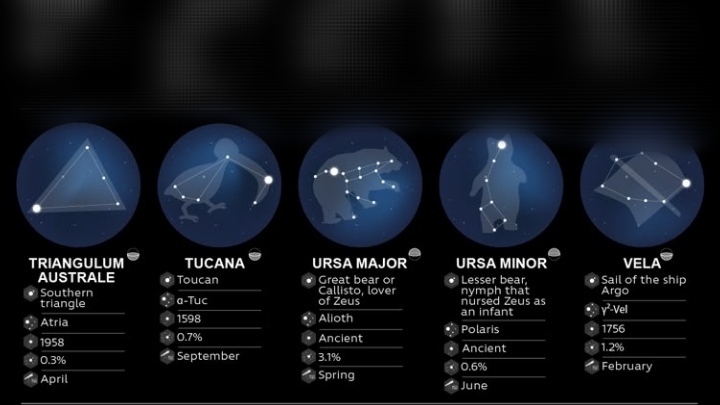 TRIANGULUM
AUSTRALE
Southern
triangle
Atria
1958
0.3%
April
TUCANA
Toucan
α-Tuc
1598
0.7%
September
URSA MAJOR
Great bear or
Callisto, lover
of Zeus
Alioth
Ancient
3.1%
Spring
URSA MINOR
Lesser bear,
nymph that
nursed Zeus as
an infant
Polaris
Ancient
0.6%
June
VELA
Sail of the ship
Argo
γ²-Vel
1756
1.2%
February